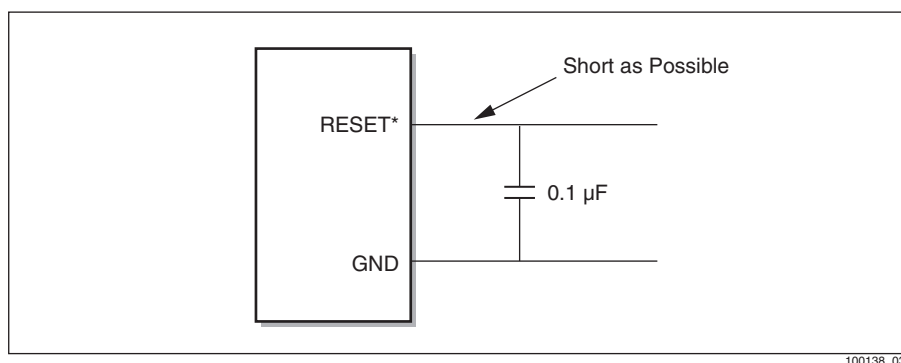 Short as Possible
RESET*
0.1 µF
GND